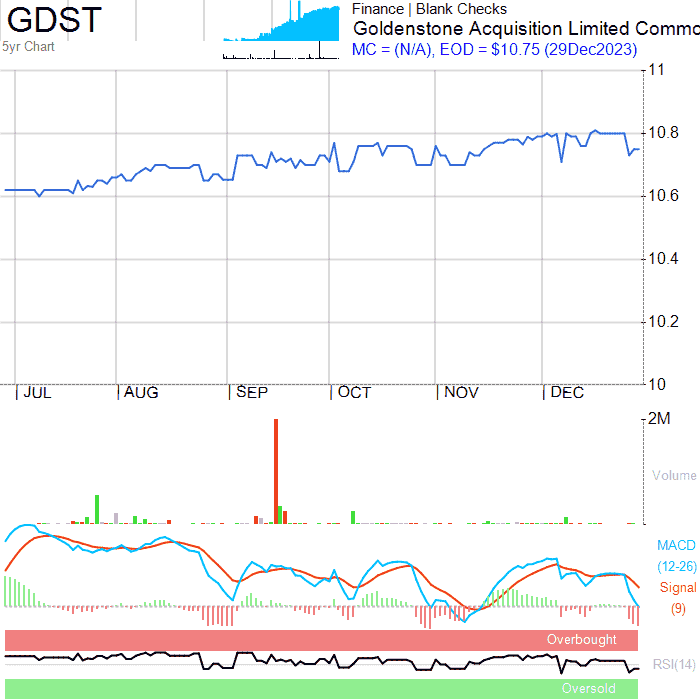 GDST
5yr Chart
Finance | Blank Checks
Goldenstone Acquisition Limited Commo
MC = (N/A), EOD = $10.75 (29Dec2023)
11
10.8
10.6
10.4
10.2
10
JUL AUG SEP OCT NOV DEC
2M
Volume
MACD
(12-26)
Signal
(9)
Overbought
RSI(14)
Oversold